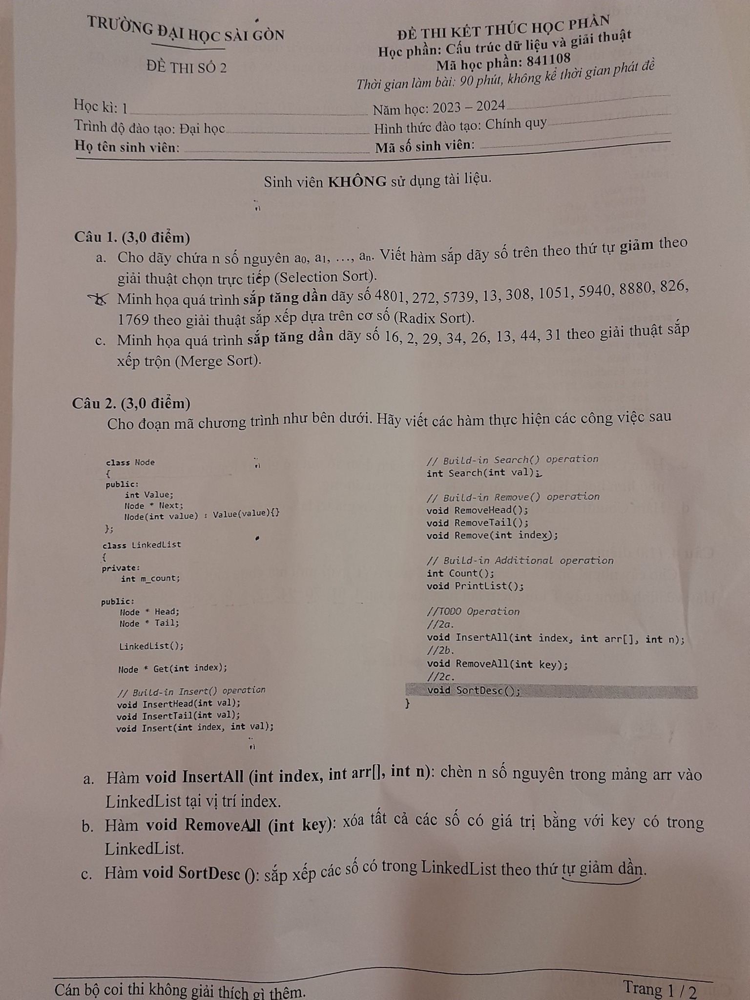 TRƯỜNG ĐẠI HỌC SÀI GÒN
ĐỀ THI SỐ 2
ĐỀ THI KẾT THÚC HỌC PHẦN
Học phần: Cấu trúc dữ liệu và giải thuật
Mã học phần: 841108
Thời gian làm bài: 90 phút, không kể thời gian phát đề
Học kì: 1 Năm học: 2023 – 2024
Trình độ đào tạo: Đại học Hình thức đào tạo: Chính quy
Họ tên sinh viên: Mã số sinh viên:
Sinh viên KHÔNG sử dụng tài liệu.
Câu 1. (3,0 điểm)
a. Cho dãy chứa n số nguyên a0, a1, …, an. Viết hàm sắp dãy số trên theo thứ tự giảm theo
giải thuật chọn trực tiếp (Selection Sort).
b. Minh họa quá trình sắp tăng dần dãy số 4801, 272, 5739, 13, 308, 1051, 5940, 8880, 826,
1769 theo giải thuật sắp xếp dựa trên cơ số (Radix Sort).
c. Minh họa quá trình sắp tăng dần dãy số 16, 2, 29, 34, 26, 13, 44, 31 theo giải thuật sắp
xếp trộn (Merge Sort).
Câu 2. (3,0 điểm)
Cho đoạn mã chương trình như bên dưới. Hãy viết các hàm thực hiện các công việc sau
class Node
{
public:
int Value;
Node * Next;
Node(int value) : Value(value){}
};
class LinkedList
{
private:
int m_count;
public:
Node * Head;
Node * Tail;
LinkedList();
Node * Get(int index);
// Build-in Insert() operation
void InsertHead(int val);
void InsertTail(int val);
void Insert(int index, int val);
// Build-in Search() operation
int Search(int val);
// Build-in Remove() operation
void RemoveHead();
void RemoveTail();
void Remove(int index);
// Build-in Additional operation
int Count();
void PrintList();
//TODO Operation
//2a.
void InsertAll(int index, int arr[], int n);
//2b.
void RemoveAll(int key);
//2c.
void SortDesc();
}
a. Hàm void InsertAll (int index, int arr[], int n): chèn n số nguyên trong mảng arr vào
LinkedList tại vị trí index.
b. Hàm void RemoveAll (int key): xóa tất cả các số có giá trị bằng với key có trong
LinkedList.
c. Hàm void SortDesc (): sắp xếp các số có trong LinkedList theo thứ tự giảm dần.
Cán bộ coi thi không giải thích gì thêm.
Trang 1 / 2